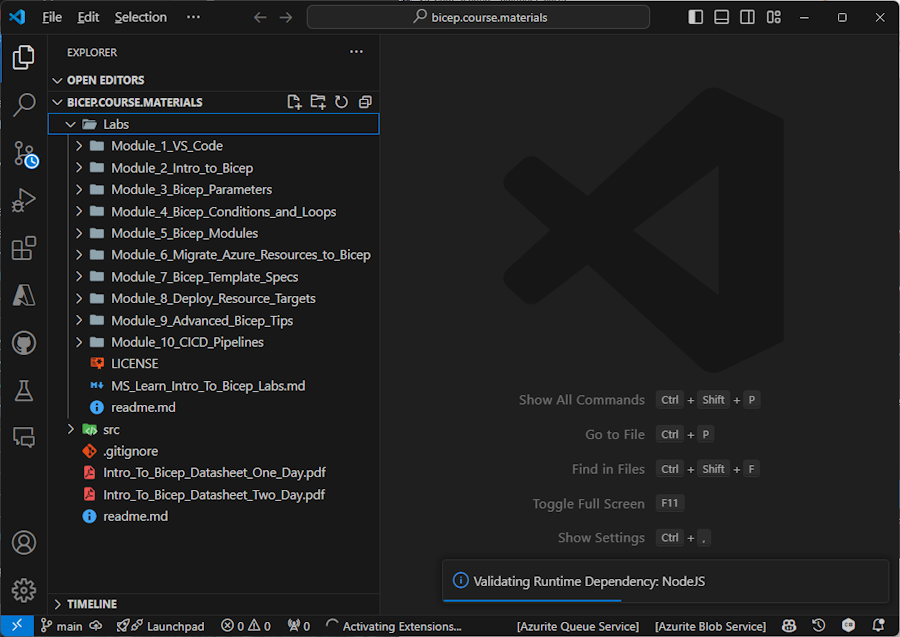 File Edit Selection ··· bicep.course.materials
EXPLORER ···
OPEN EDITORS
BICEP.COURSE.MATERIALS
Labs
Module_1_VS_Code
Module_2_Intro_to_Bicep
Module_3_Bicep_Parameters
Module_4_Bicep_Conditions_and_Loops
Module_5_Bicep_Modules
Module_6_Migrate_Azure_Resources_to_Bicep
Module_7_Bicep_Template_Specs
Module_8_Deploy_Resource_Targets
Module_9_Advanced_Bicep_Tips
Module_10_CICD_Pipelines
LICENSE
MS_Learn_Intro_To_Bicep_Labs.md
readme.md
src
.gitignore
Intro_To_Bicep_Datasheet_One_Day.pdf
Intro_To_Bicep_Datasheet_Two_Day.pdf
readme.md
TIMELINE
Show All Commands Ctrl + Shift + P
Go to File Ctrl + P
Find in Files Ctrl + Shift + F
Toggle Full Screen F11
Show Settings Ctrl + ,
Validating Runtime Dependency: NodeJS
main Launchpad 0 0 0 Activating Extensions... [Azurite Queue Service] [Azurite Blob Service]